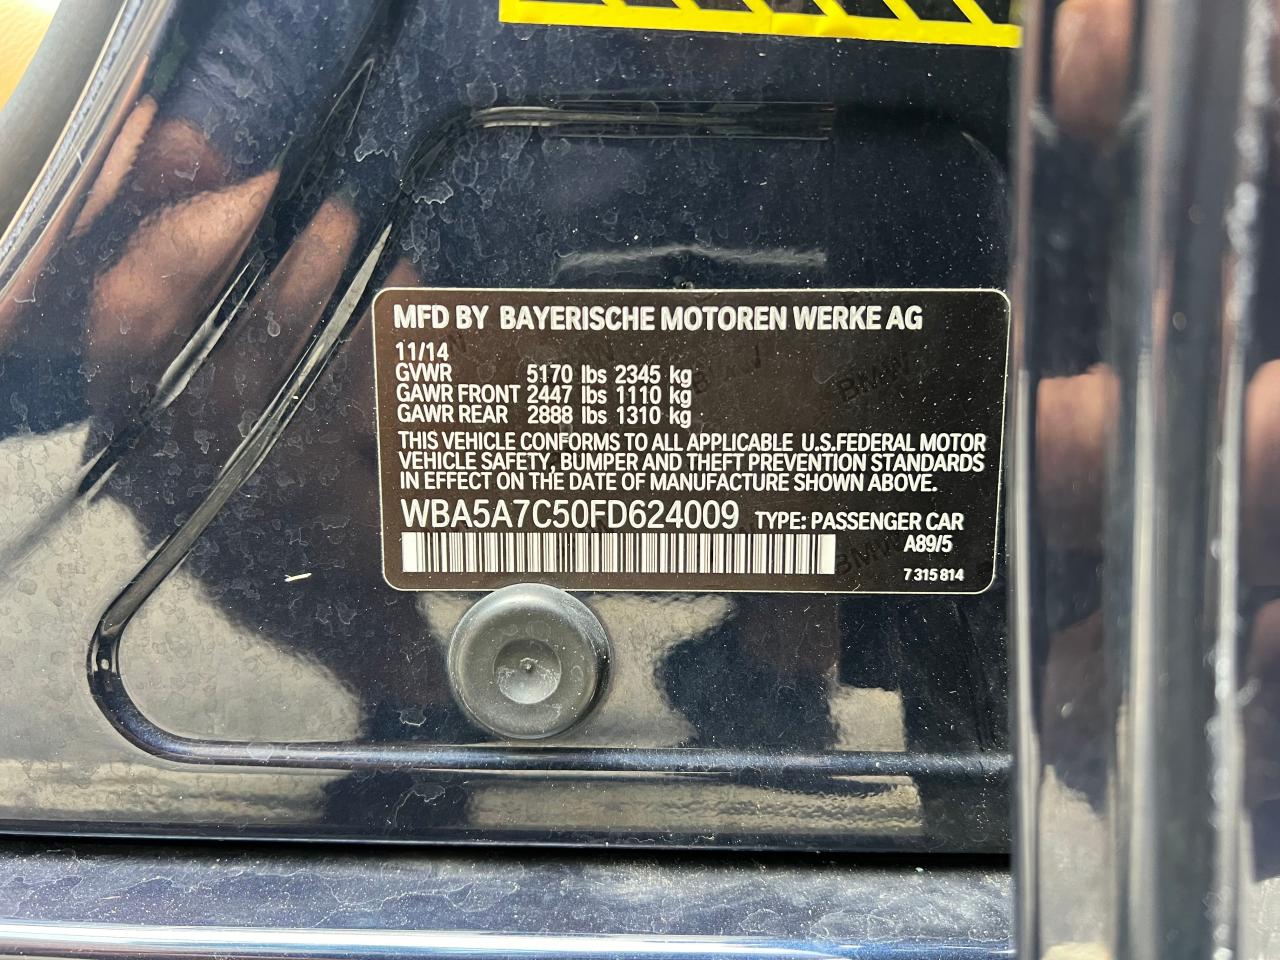 MFD BY BAYERISCHE MOTOREN WERKE AG
11/14
GVWR 5170 lbs 2345 kg
GAWR FRONT 2447 lbs 1110 kg
GAWR REAR 2888 lbs 1310 kg
THIS VEHICLE CONFORMS TO ALL APPLICABLE U.S.FEDERAL MOTOR
VEHICLE SAFETY, BUMPER AND THEFT PREVENTION STANDARDS
IN EFFECT ON THE DATE OF MANUFACTURE SHOWN ABOVE.
WBA5A7C50FD624009 TYPE: PASSENGER CAR
A89/5
7 315 814
BMW
BMW